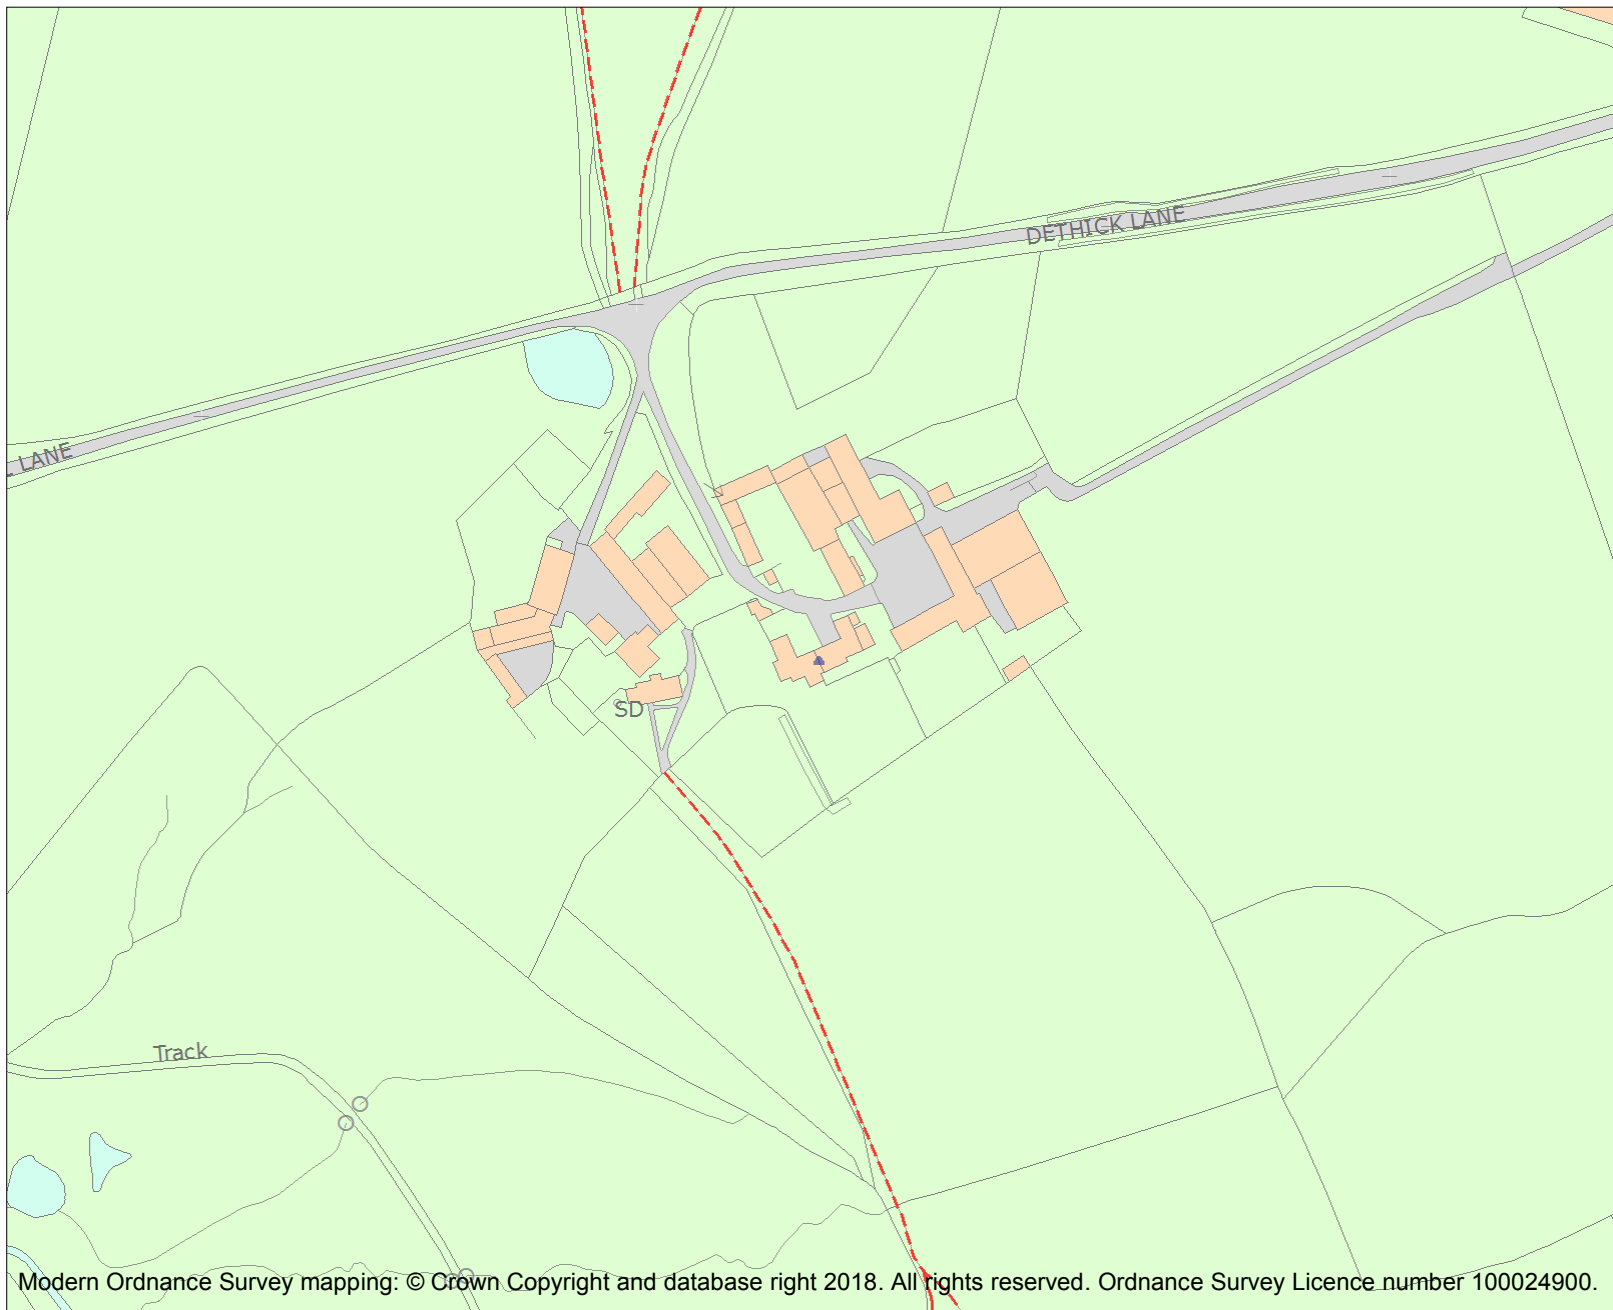 DETHICK LANE
L LANE
SD
Track
Modern Ordnance Survey mapping: © Crown Copyright and database right 2018. All rights reserved. Ordnance Survey Licence number 100024900.